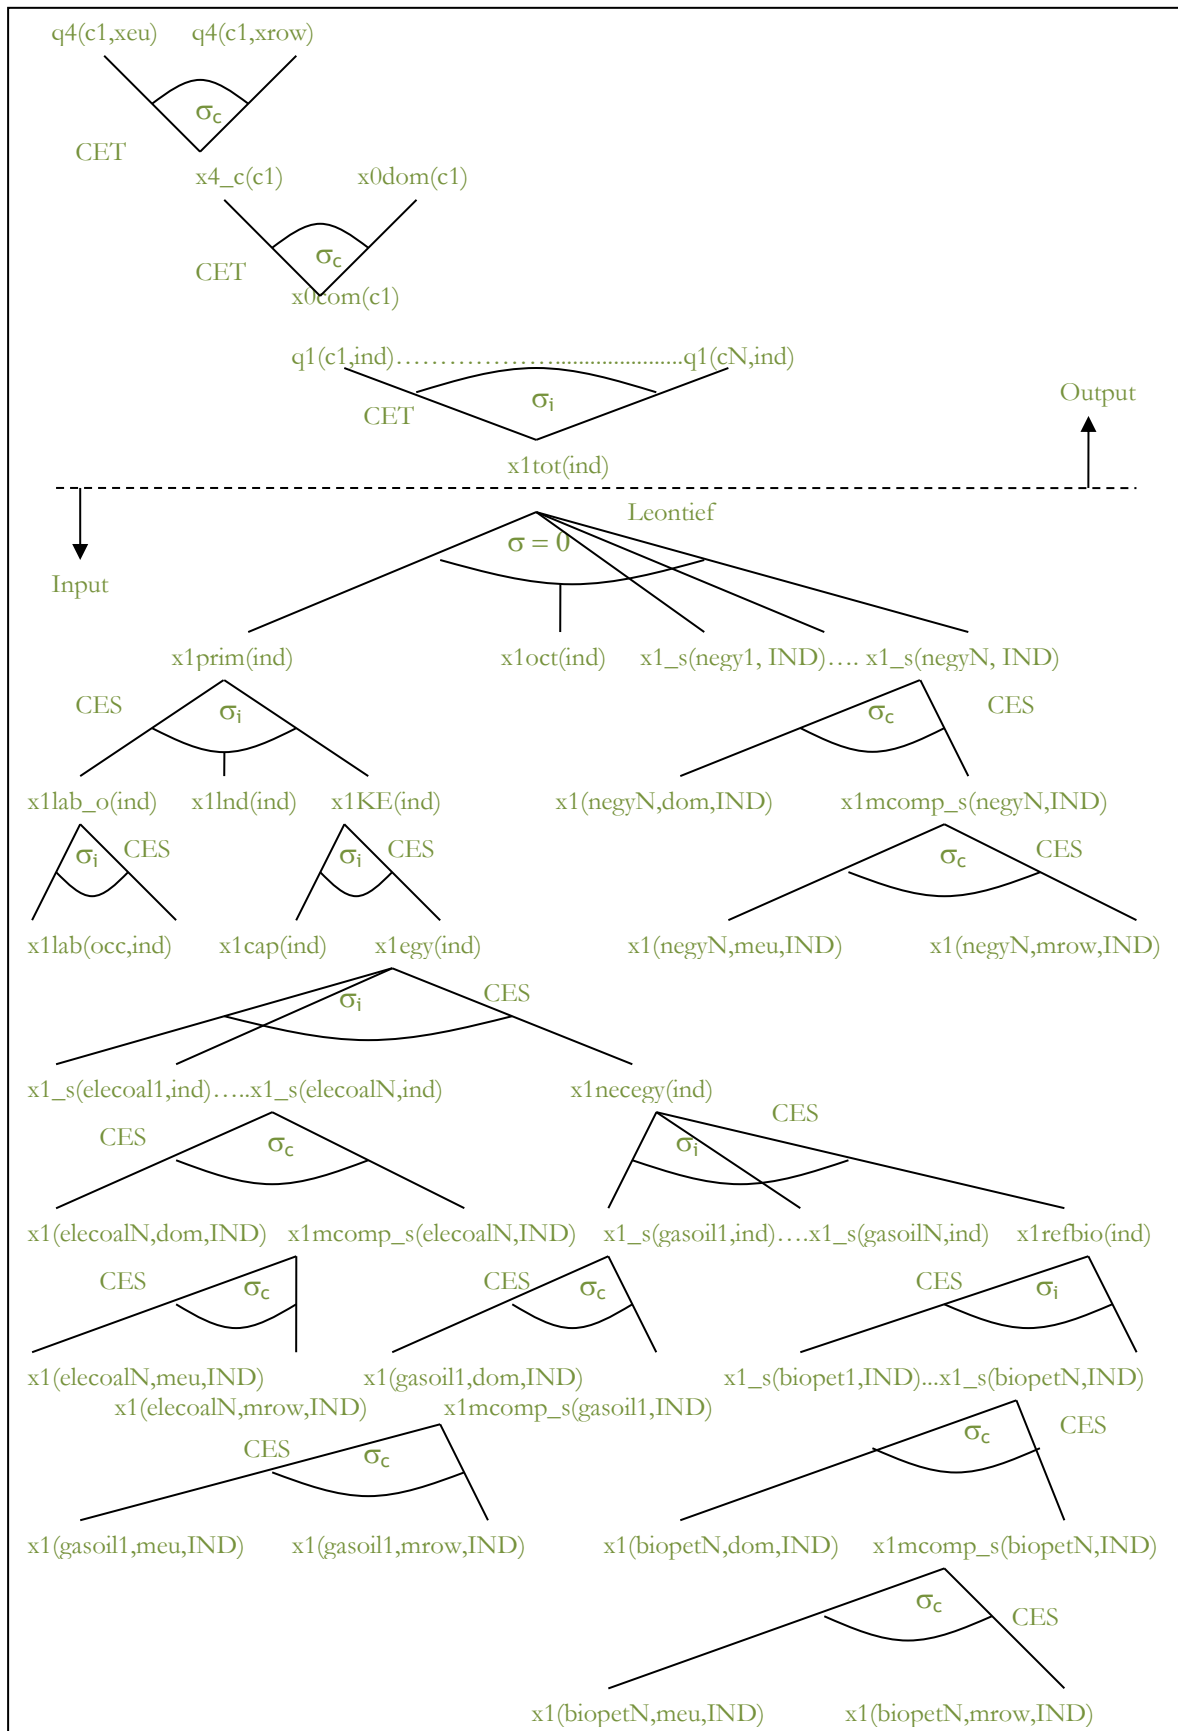 q4(c1,xeu) q4(c1,xrow)
σc
CET
x4_c(c1) x0dom(c1)
σc
CET
x0com(c1)
q1(c1,ind)……………….....................q1(cN,ind)
Output
σi
CET
x1tot(ind)
Leontief
σ = 0
Input
x1prim(ind) x1oct(ind) x1_s(negy1, IND)…. x1_s(negyN, IND)
CES σi σc CES
x1lab_o(ind) x1lnd(ind) x1KE(ind) x1(negyN,dom,IND) x1mcomp_s(negyN,IND)
σi CES σi CES σc CES
x1lab(occ,ind) x1cap(ind) x1egy(ind) x1(negyN,meu,IND) x1(negyN,mrow,IND)
σi CES
x1_s(elecoal1,ind)…..x1_s(elecoalN,ind) x1necegy(ind)
CES σc σi CES
x1(elecoalN,dom,IND) x1mcomp_s(elecoalN,IND) x1_s(gasoil1,ind)….x1_s(gasoilN,ind) x1refbio(ind)
CES σc CES σc CES σi
x1(elecoalN,meu,IND) x1(gasoil1,dom,IND) x1_s(biopet1,IND)...x1_s(biopetN,IND)
x1(elecoalN,mrow,IND) x1mcomp_s(gasoil1,IND)
CES σc σc CES
x1(gasoil1,meu,IND) x1(gasoil1,mrow,IND) x1(biopetN,dom,IND) x1mcomp_s(biopetN,IND)
σc CES
x1(biopetN,meu,IND) x1(biopetN,mrow,IND)